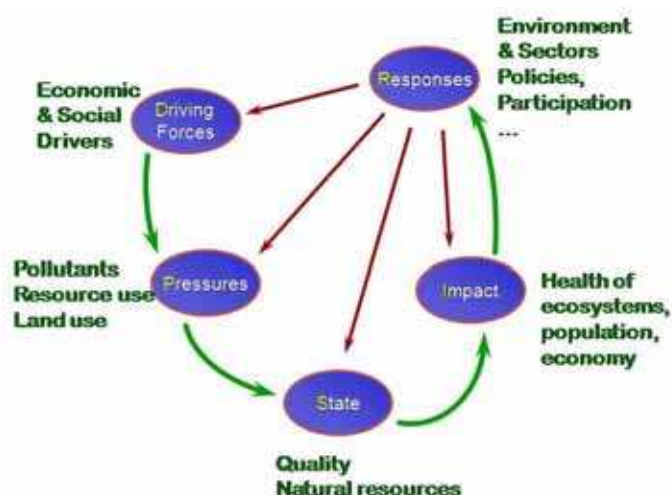 Economic
& Social
Drivers
Driving
Forces
Responses
Environment
& Sectors
Policies,
Participation
...
Pollutants
Resource use
Land use
Pressures
Impact
Health of
ecosystems,
population,
economy
State
Quality
Natural resources